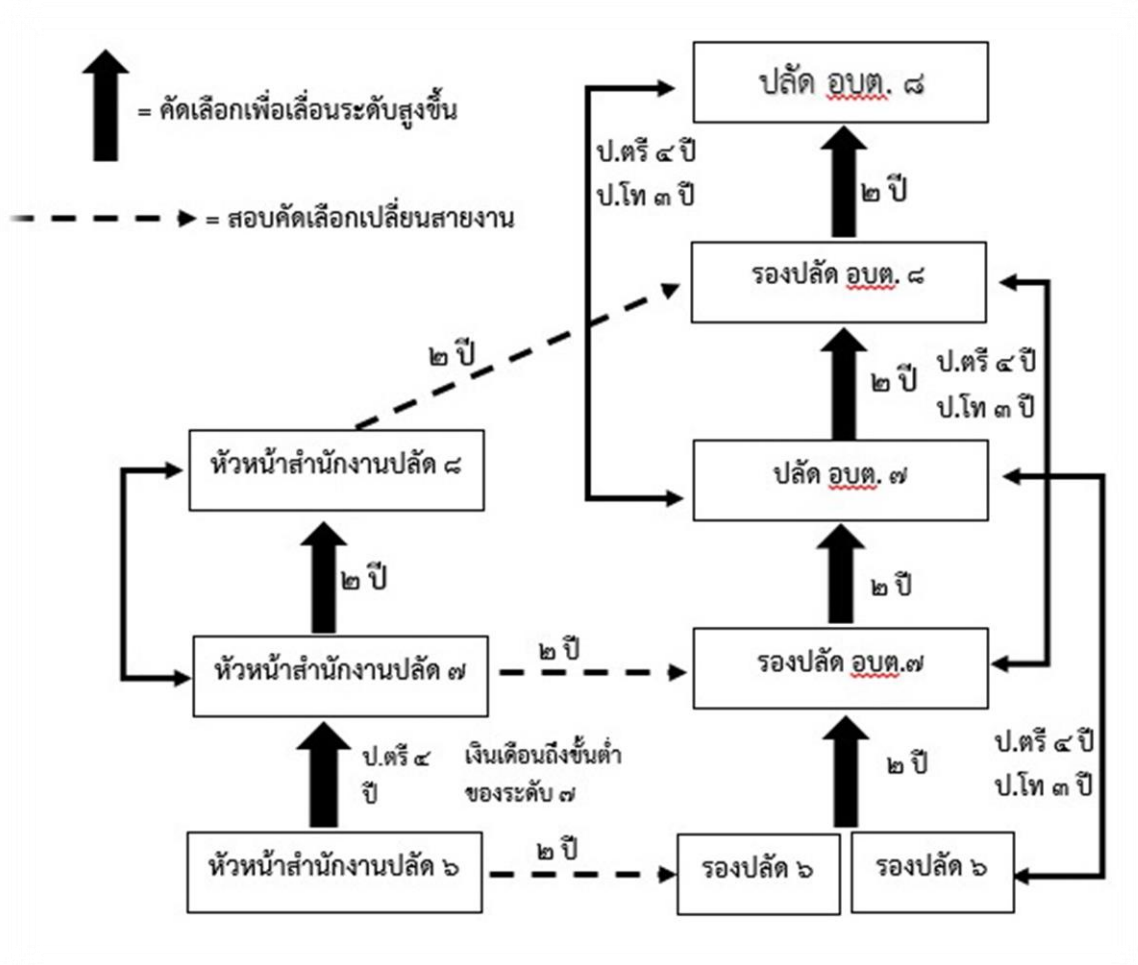 = คัดเลือกเพื่อเลื่อนระดับสูงขึ้น
= สอบคัดเลือกเปลี่ยนสายงาน
ปลัด อบต. ๘
ป.ตรี ๔ ปี
ป.โท ๓ ปี
๒ ปี
รองปลัด อบต. ๘
๒ ปี
๒ ปี
ป.ตรี ๔ ปี
ป.โท ๓ ปี
หัวหน้าสำนักงานปลัด ๘
ปลัด อบต. ๗
๒ ปี
๒ ปี
หัวหน้าสำนักงานปลัด ๗
๒ ปี
รองปลัด อบต.๗
ป.ตรี ๔
ปี
เงินเดือนถึงขั้นต่ำ
ของระดับ ๗
๒ ปี
ป.ตรี ๔ ปี
ป.โท ๓ ปี
หัวหน้าสำนักงานปลัด ๖
๒ ปี
รองปลัด ๖
รองปลัด ๖